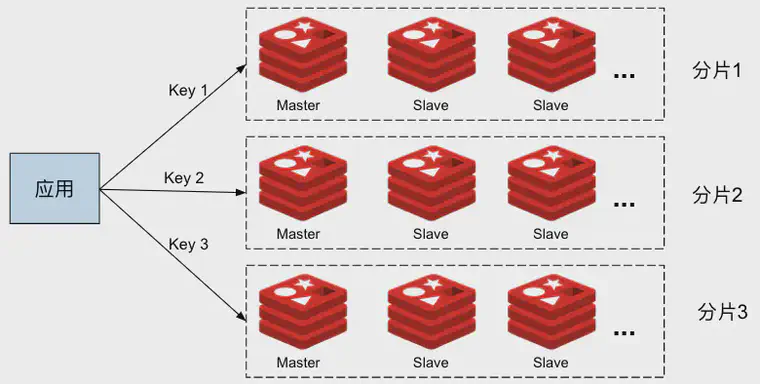 Master Slave Slave ... 分片1
Key 1
应用
Key 2
Master Slave Slave ... 分片2
Key 3
Master Slave Slave ... 分片3